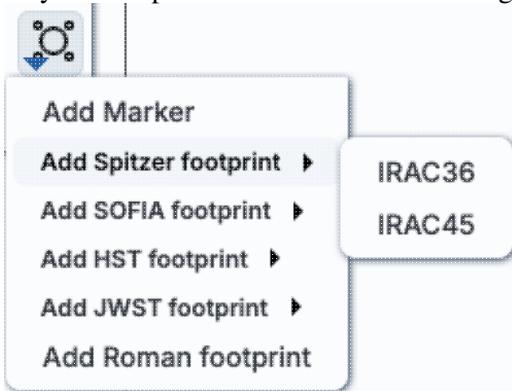 Add Marker
Add Spitzer footprint
IRAC36
IRAC45
Add SOFIA footprint
Add HST footprint
Add JWST footprint
Add Roman footprint